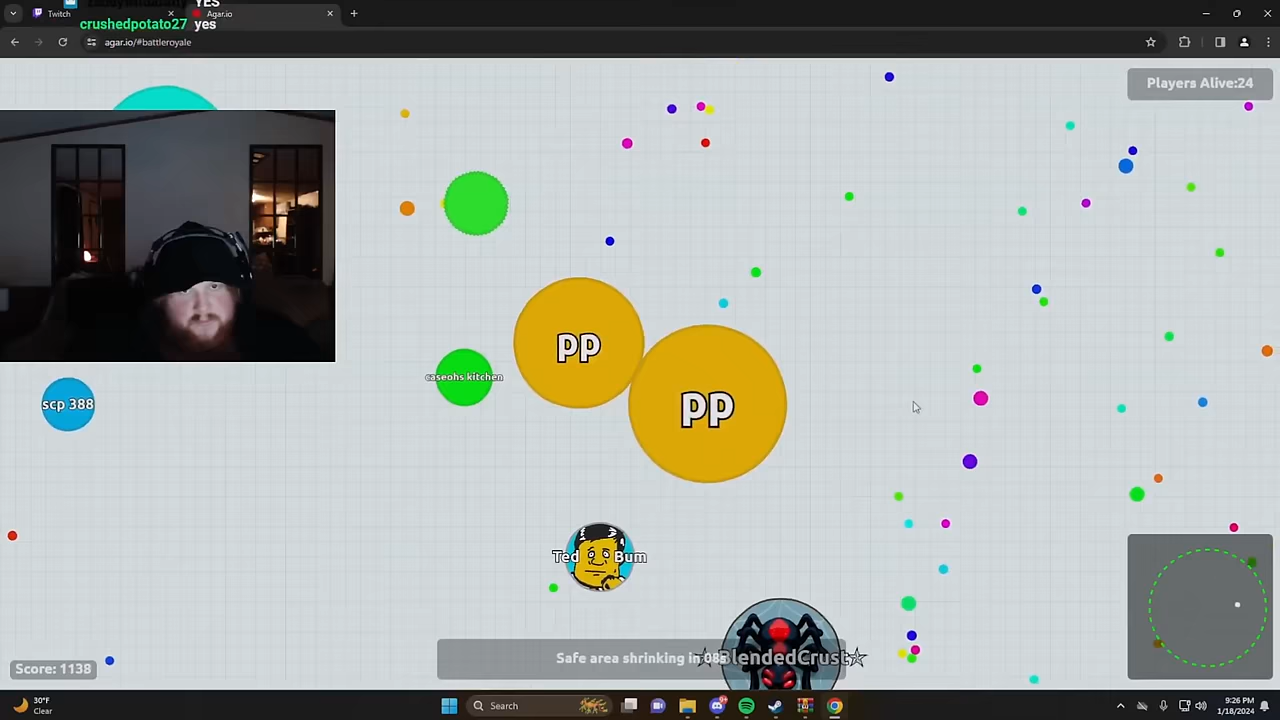 YES
Twitch
Agar.io
crushedpotato27 yes
agar.io/#battleroyale
Players Alive:24
pp
caseohs kitchen
scp 388
pp
Ted Bum
Safe area shrinking in 08s
☆BlendedCrust☆
Score: 1138
30°F
Clear
Search
9:26 PM
1/18/2024